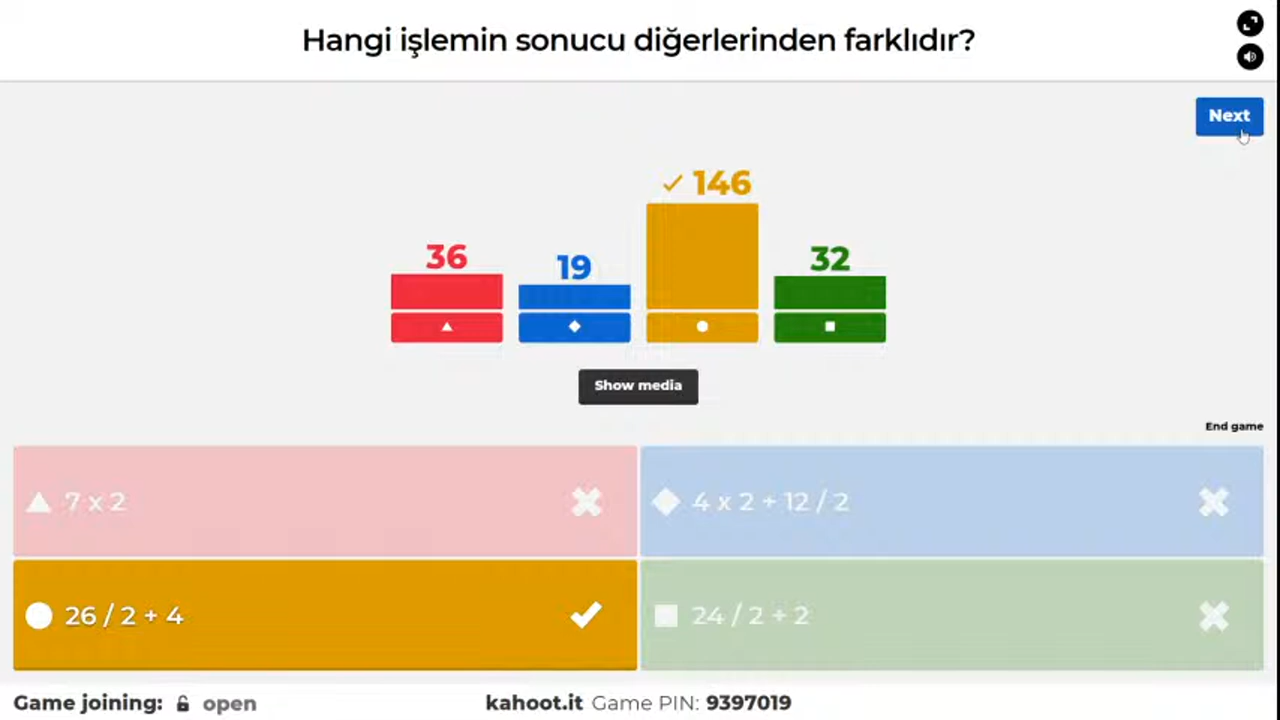 Hangi işlemin sonucu diğerlerinden farklıdır?
Next
36
19
146
32
Show media
End game
7 x 2
4 x 2 + 12 / 2
26 / 2 + 4
24 / 2 + 2
Game joining: open
kahoot.it Game PIN: 9397019